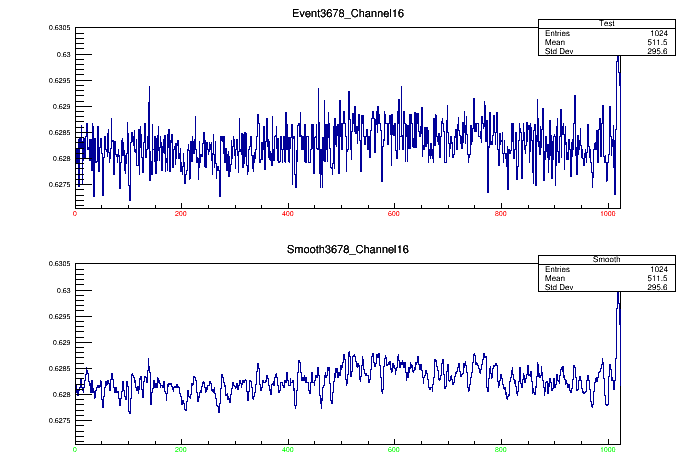 Event3678_Channel16
Test
Entries 1024
Mean 511.5
Std Dev 295.6
0.6305
0.63
0.6295
0.629
0.6285
0.628
0.6275
0 200 400 600 800 1000
Smooth3678_Channel16
Smooth
Entries 1024
Mean 511.5
Std Dev 295.6
0.6305
0.63
0.6295
0.629
0.6285
0.628
0.6275
0 200 400 600 800 1000